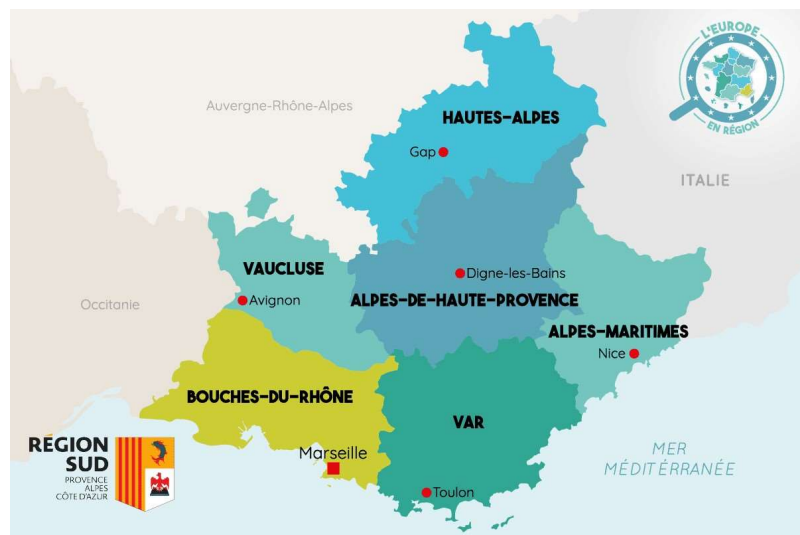 L'EUROPE
EN RÉGION
Auvergne-Rhône-Alpes
HAUTES-ALPES
Gap
ITALIE
VAUCLUSE
Digne-les-Bains
Avignon
ALPES-DE-HAUTE-PROVENCE
Occitanie
ALPES-MARITIMES
Nice
BOUCHES-DU-RHÔNE
VAR
Marseille
MER
MÉDITÉRRANÉE
Toulon
RÉGION
SUD
PROVENCE
ALPES
CÔTE D'AZUR